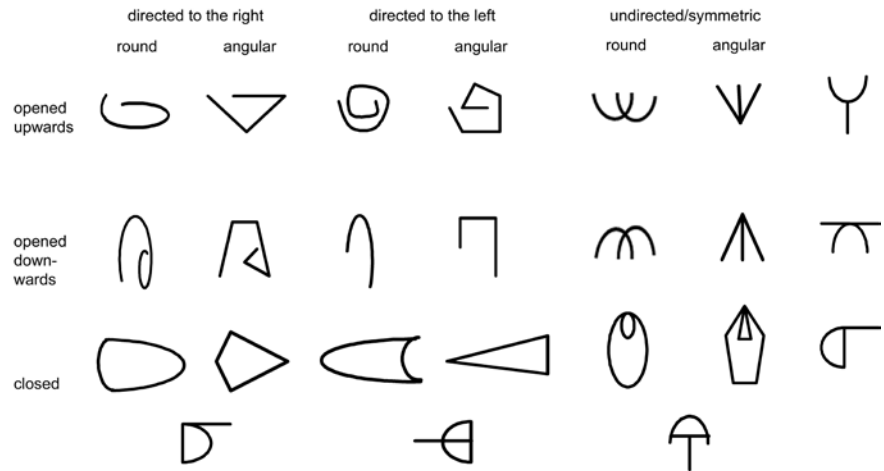 directed to the right directed to the left undirected/symmetric
round angular round angular round angular
opened
upwards
opened
down-
wards
closed